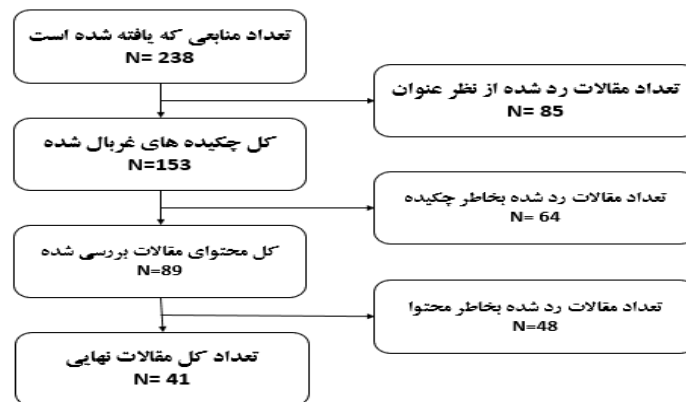 تعداد منابعی که یافته شده است
N= 238
تعداد مقالات رد شده از نظر عنوان
N= 85
کل چکیده های غربال شده
N=153
تعداد مقالات رد شده بخاطر چکیده
N= 64
کل محتوای مقالات بررسی شده
N=89
تعداد مقالات رد شده بخاطر محتوا
N=48
تعداد کل مقالات نهایی
N= 41